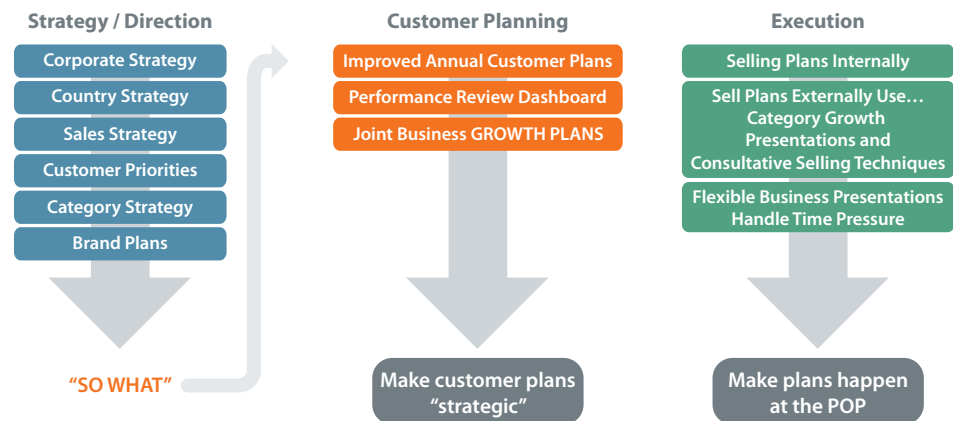 Strategy / Direction
Corporate Strategy
Country Strategy
Sales Strategy
Customer Priorities
Category Strategy
Brand Plans
“SO WHAT”
Customer Planning
Improved Annual Customer Plans
Performance Review Dashboard
Joint Business GROWTH PLANS
Make customer plans
“strategic”
Execution
Selling Plans Internally
Sell Plans Externally Use…
Category Growth
Presentations and
Consultative Selling Techniques
Flexible Business Presentations
Handle Time Pressure
Make plans happen
at the POP